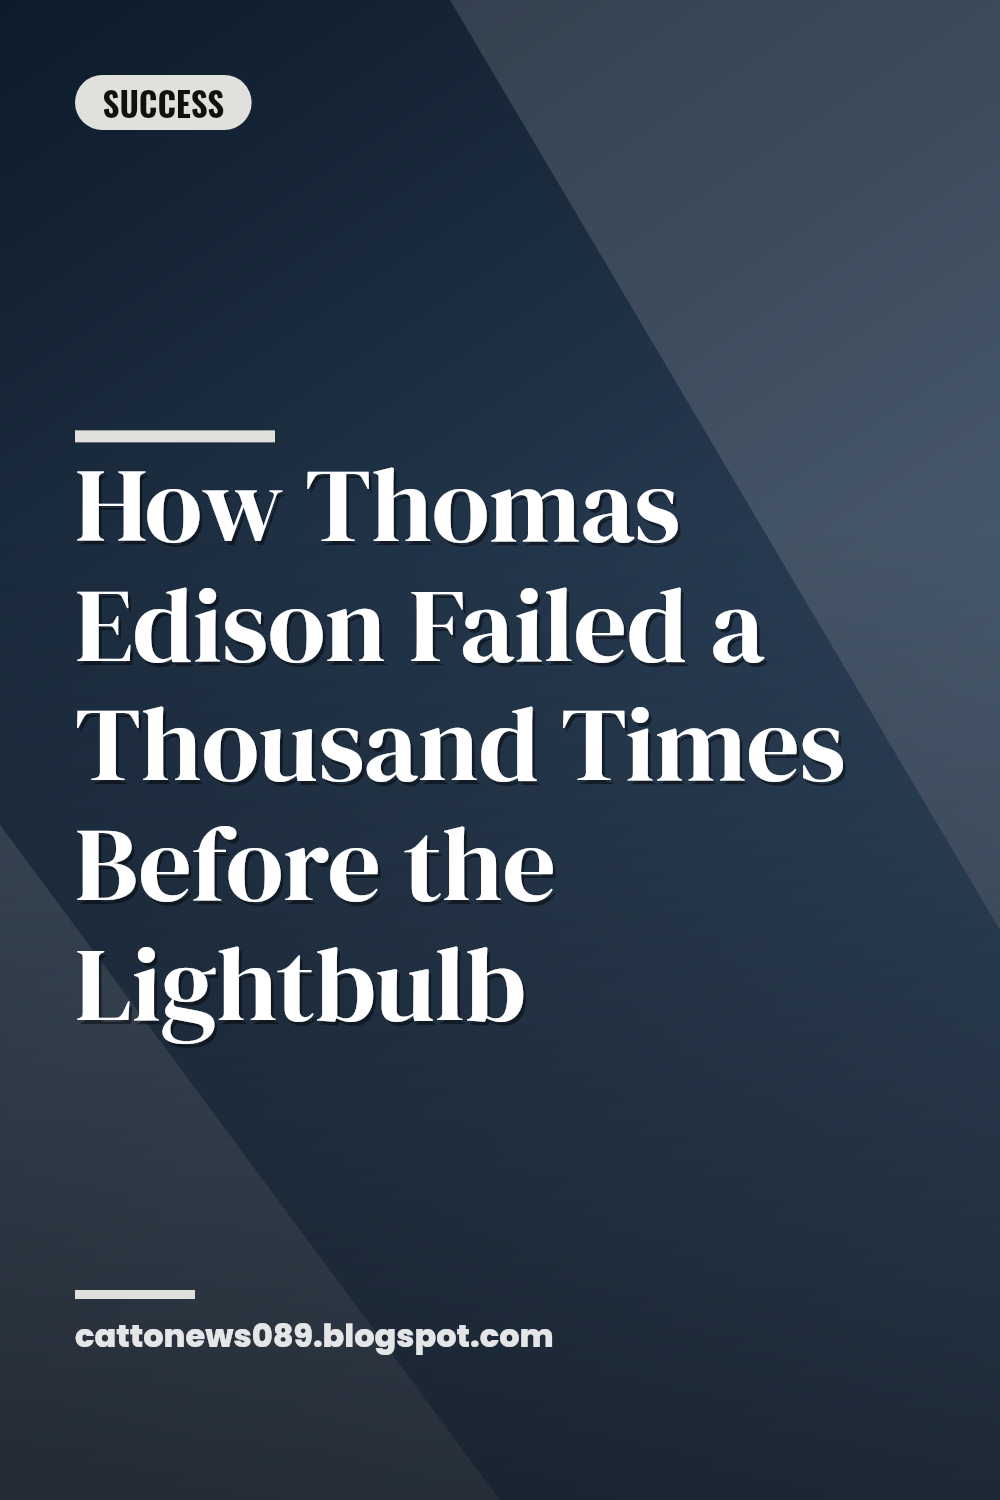 SUCCESS
How Thomas
Edison Failed a
Thousand Times
Before the
Lightbulb
cattonews089.blogspot.com